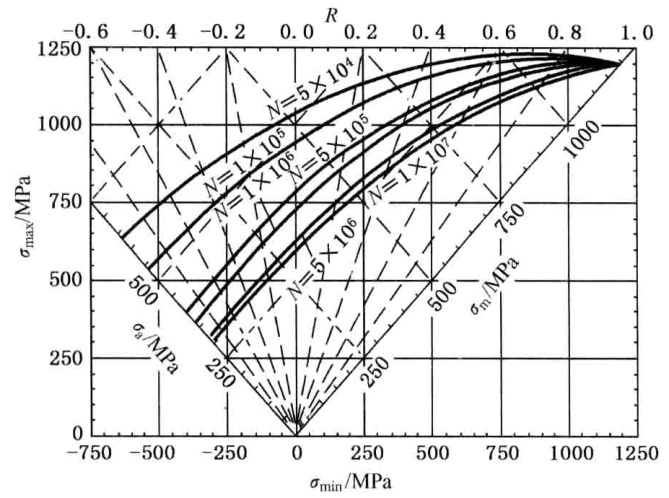 R
-0.6 -0.4 -0.2 0.0 0.2 0.4 0.6 0.8 1.0
1250
1000
750
500
250
0
σmax/MPa
N=5×10⁴
N=1×10⁵
N=5×10⁵
N=1×10⁶
N=1×10⁷
N=5×10⁶
500
250
σa/MPa
1000
750
500
250
σm/MPa
-750 -500 -250 0 250 500 750 1000 1250
σmin/MPa